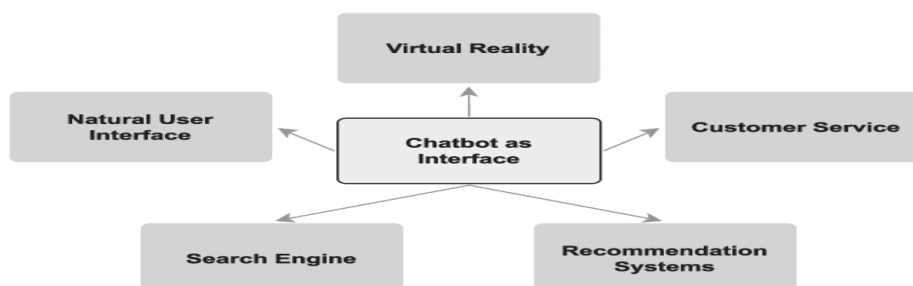 Virtual Reality
Natural User
Interface
Chatbot as
Interface
Customer Service
Search Engine
Recommendation
Systems